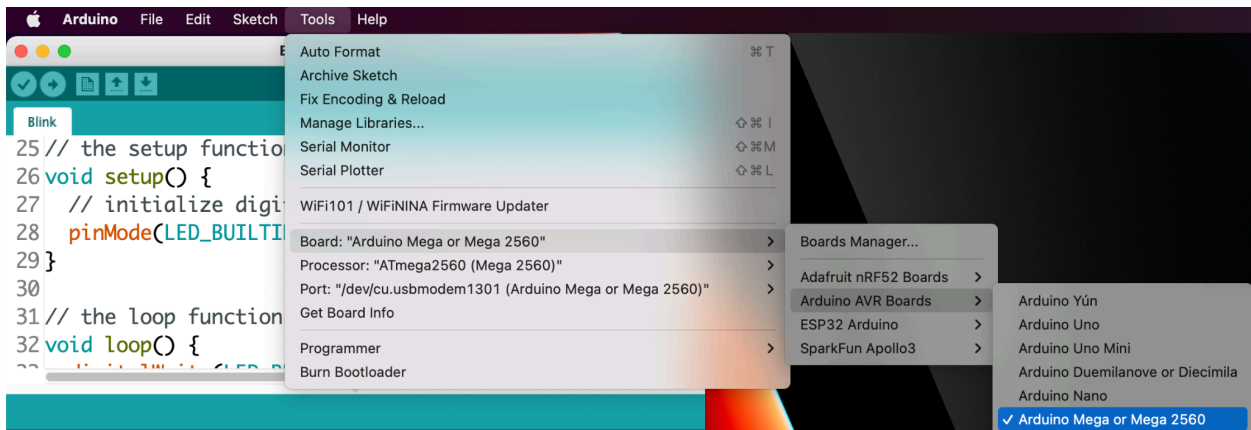 Arduino File Edit Sketch Tools Help
Blink
25 // the setup functio
26 void setup() {
27 // initialize digi
28 pinMode(LED_BUILTI
29 }
30
31 // the loop function
32 void loop() {
Auto Format ⌘ T
Archive Sketch
Fix Encoding & Reload
Manage Libraries... ⇧ ⌘ I
Serial Monitor ⇧ ⌘ M
Serial Plotter ⇧ ⌘ L
WiFi101 / WiFiNINA Firmware Updater
Board: "Arduino Mega or Mega 2560"
Processor: "ATmega2560 (Mega 2560)"
Port: "/dev/cu.usbmodem1301 (Arduino Mega or Mega 2560)"
Get Board Info
Programmer
Burn Bootloader
Boards Manager...
Adafruit nRF52 Boards
Arduino AVR Boards
ESP32 Arduino
SparkFun Apollo3
Arduino Yún
Arduino Uno
Arduino Uno Mini
Arduino Duemilanove or Diecimila
Arduino Nano
✓ Arduino Mega or Mega 2560